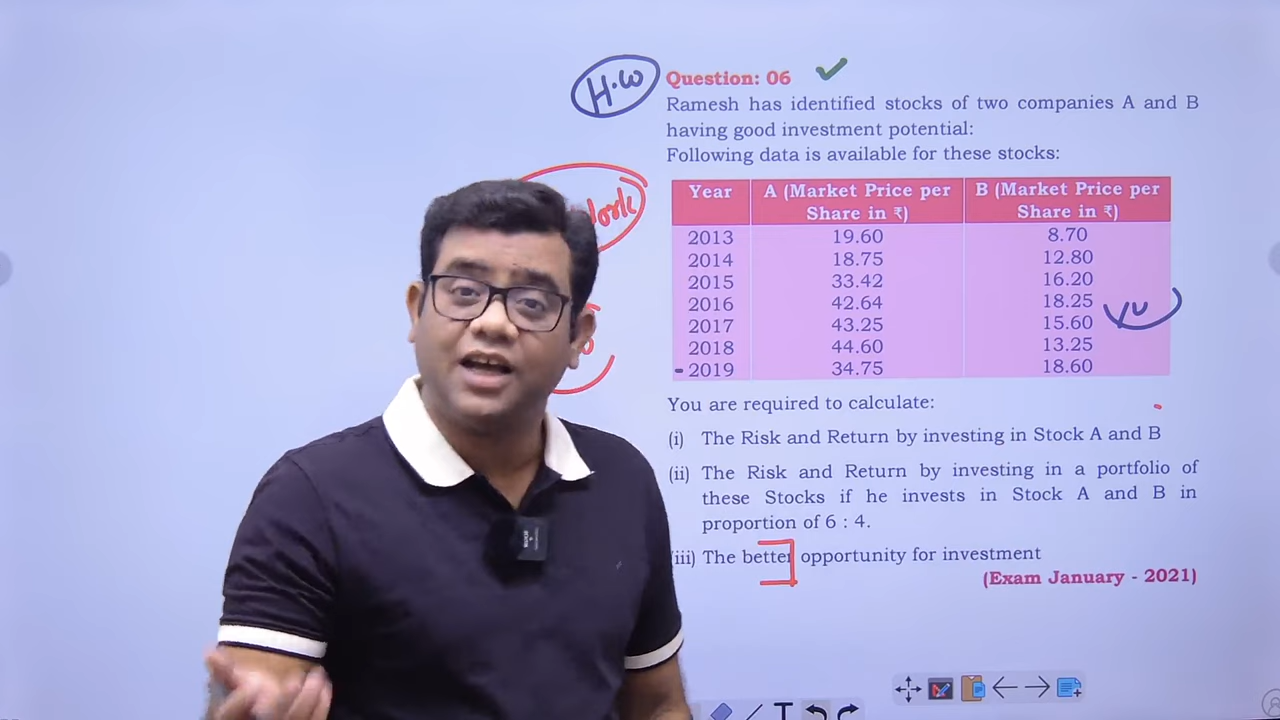 H.W
Question: 06
Ramesh has identified stocks of two companies A and B
having good investment potential:
Following data is available for these stocks:
Year A (Market Price per Share in ₹) B (Market Price per Share in ₹)
2013 19.60 8.70
2014 18.75 12.80
2015 33.42 16.20
2016 42.64 18.25
2017 43.25 15.60
2018 44.60 13.25
2019 34.75 18.60
You are required to calculate:
(i) The Risk and Return by investing in Stock A and B
(ii) The Risk and Return by investing in a portfolio of
these Stocks if he invests in Stock A and B in
proportion of 6 : 4.
(iii) The better opportunity for investment
(Exam January - 2021)
T